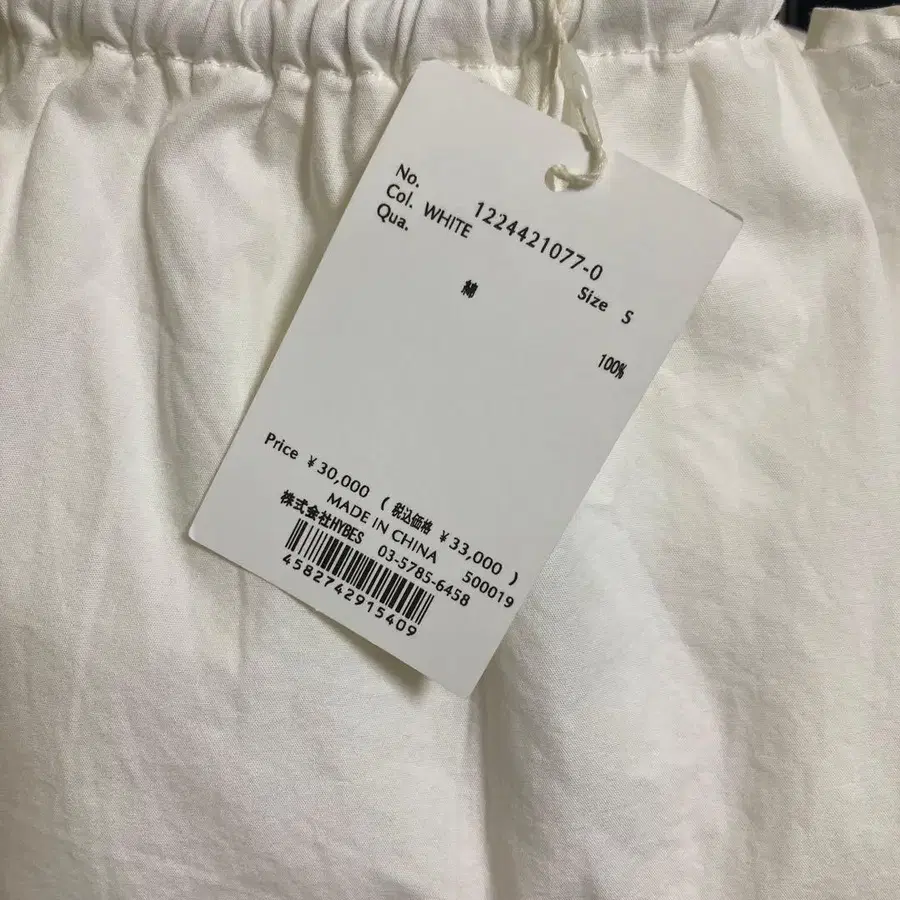 No. 1224421077-0
Col. WHITE Size S
Qua.
綿 100%
Price ¥30,000 ( 税込価格 ¥33,000 )
MADE IN CHINA 500019
株式会社HYBES 03-5785-6458
4582742915409